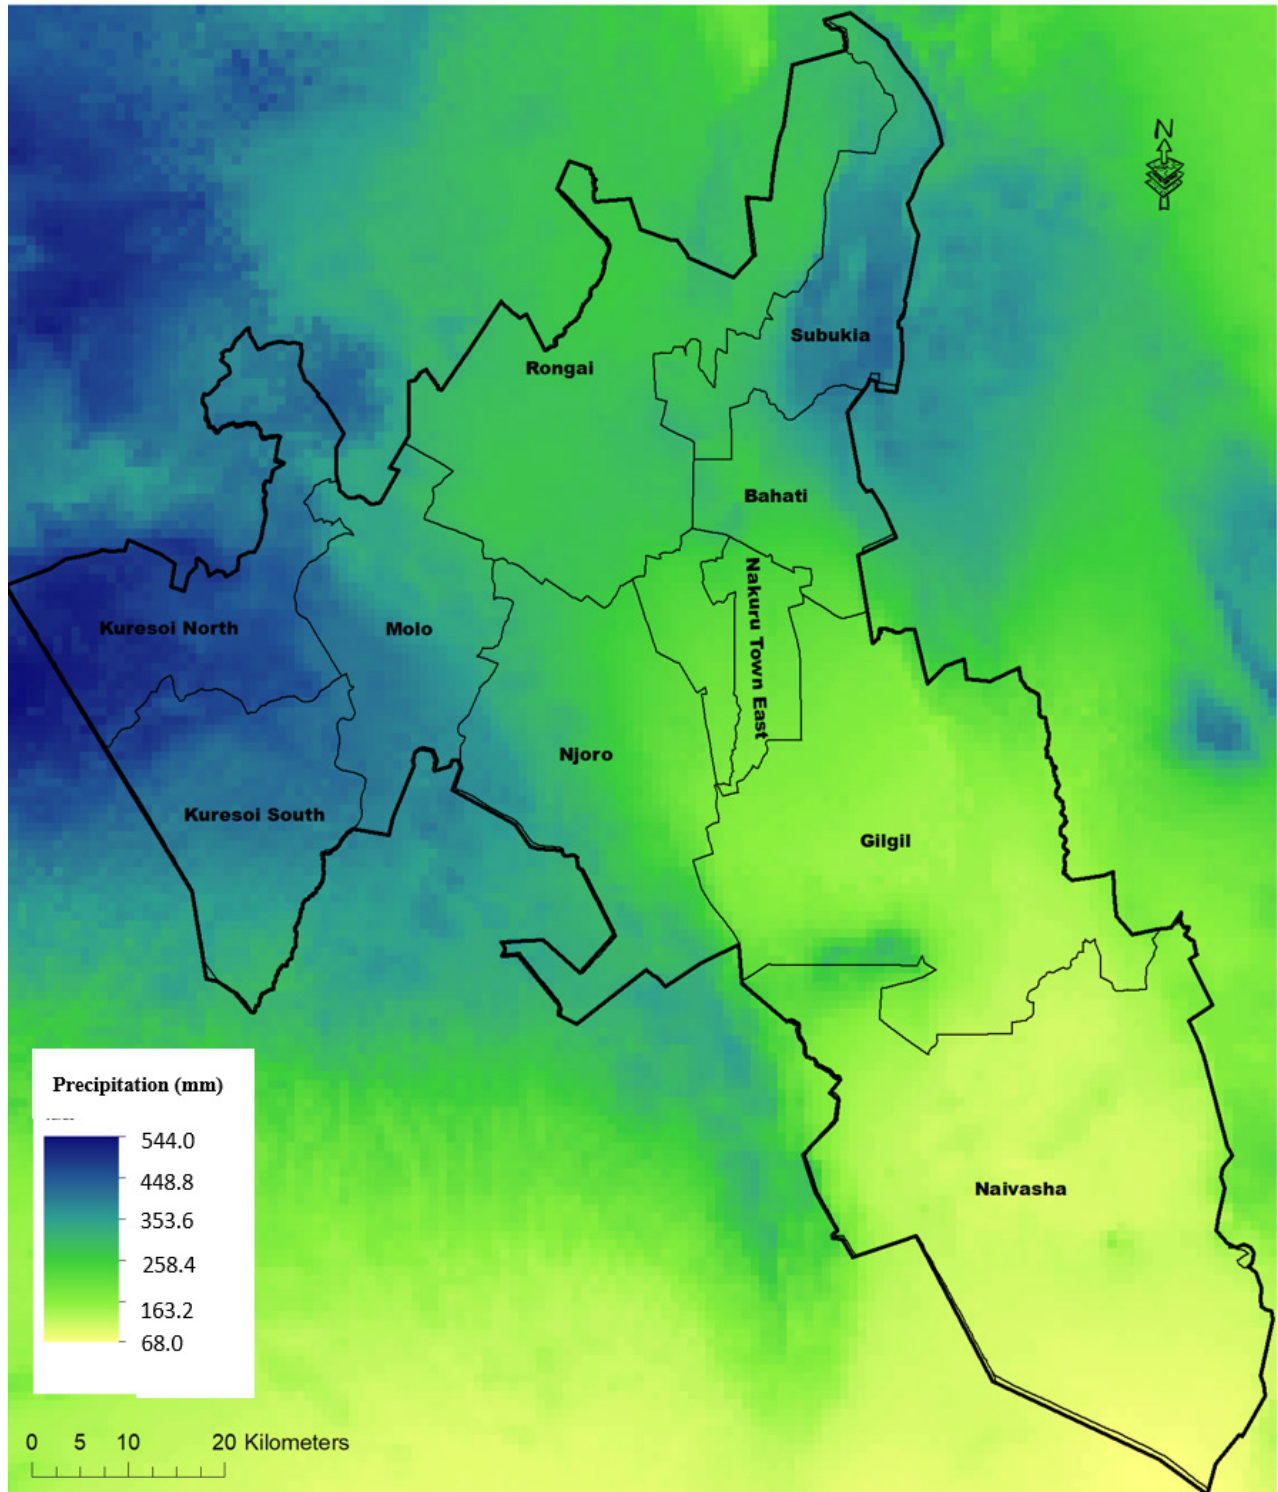 N
Subukia
Rongai
Bahati
Nakuru Town East
Kuresoi North
Molo
Njoro
Kuresoi South
Gilgil
Naivasha
Precipitation (mm)
544.0
448.8
353.6
258.4
163.2
68.0
0 5 10 20 Kilometers